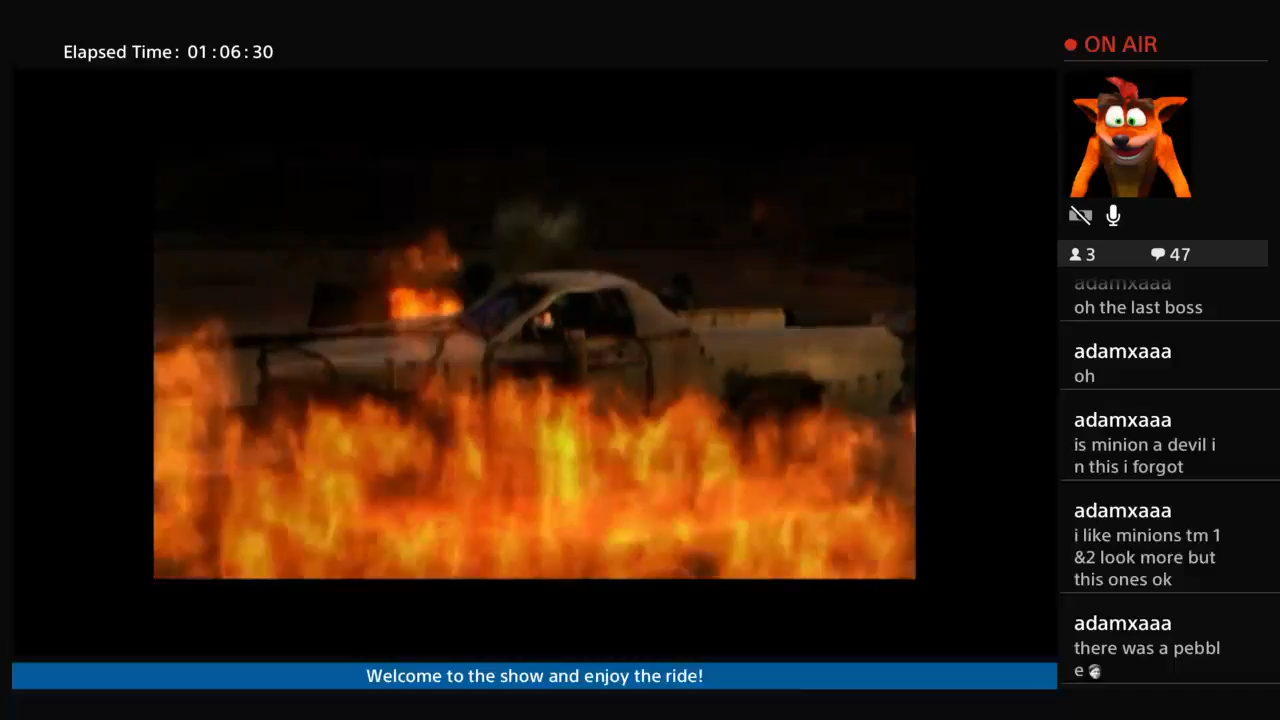 Elapsed Time: 01:06:30
ON AIR
3
47
adamxaaa
oh the last boss
adamxaaa
oh
adamxaaa
is minion a devil i
n this i forgot
adamxaaa
i like minions tm 1
&2 look more but
this ones ok
adamxaaa
there was a pebbl
e
Welcome to the show and enjoy the ride!